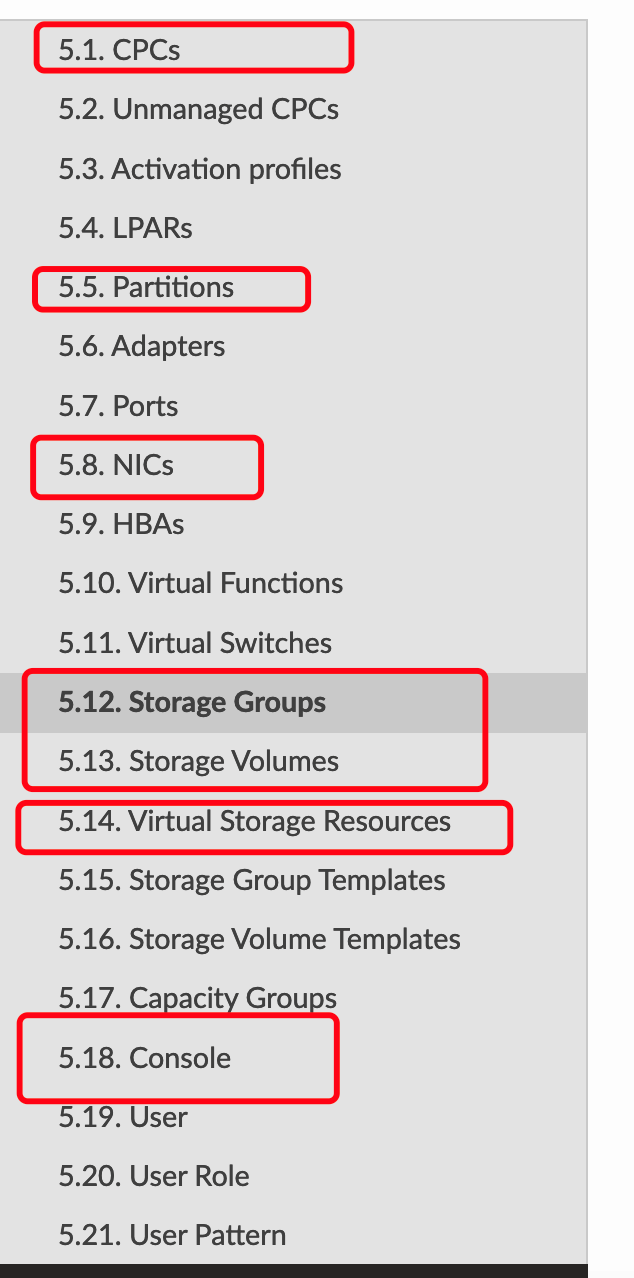 5.1. CPCs
5.2. Unmanaged CPCs
5.3. Activation profiles
5.4. LPARs
5.5. Partitions
5.6. Adapters
5.7. Ports
5.8. NICs
5.9. HBAs
5.10. Virtual Functions
5.11. Virtual Switches
5.12. Storage Groups
5.13. Storage Volumes
5.14. Virtual Storage Resources
5.15. Storage Group Templates
5.16. Storage Volume Templates
5.17. Capacity Groups
5.18. Console
5.19. User
5.20. User Role
5.21. User Pattern